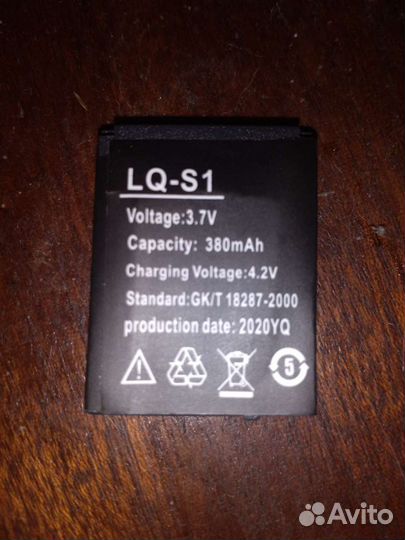 LQ-S1
Voltage:3.7V
Capacity: 380mAh
Charging Voltage:4.2V
Standard:GK/T 18287-2000
production date: 2020YQ
5
Avito